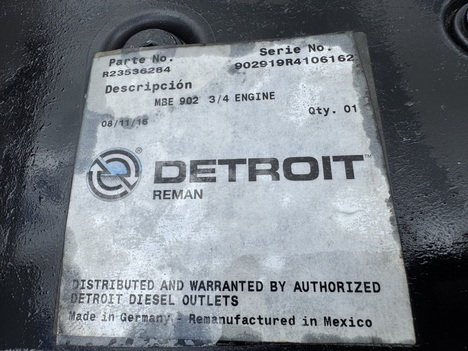 Parte No. Serie No.
R23536284 902919R4106162
Descripción
MBE 902 3/4 ENGINE
08/11/16 Qty. 01
DETROIT™
REMAN
DISTRIBUTED AND WARRANTED BY AUTHORIZED
DETROIT DIESEL OUTLETS
Made in Germany - Remanufactured in Mexico